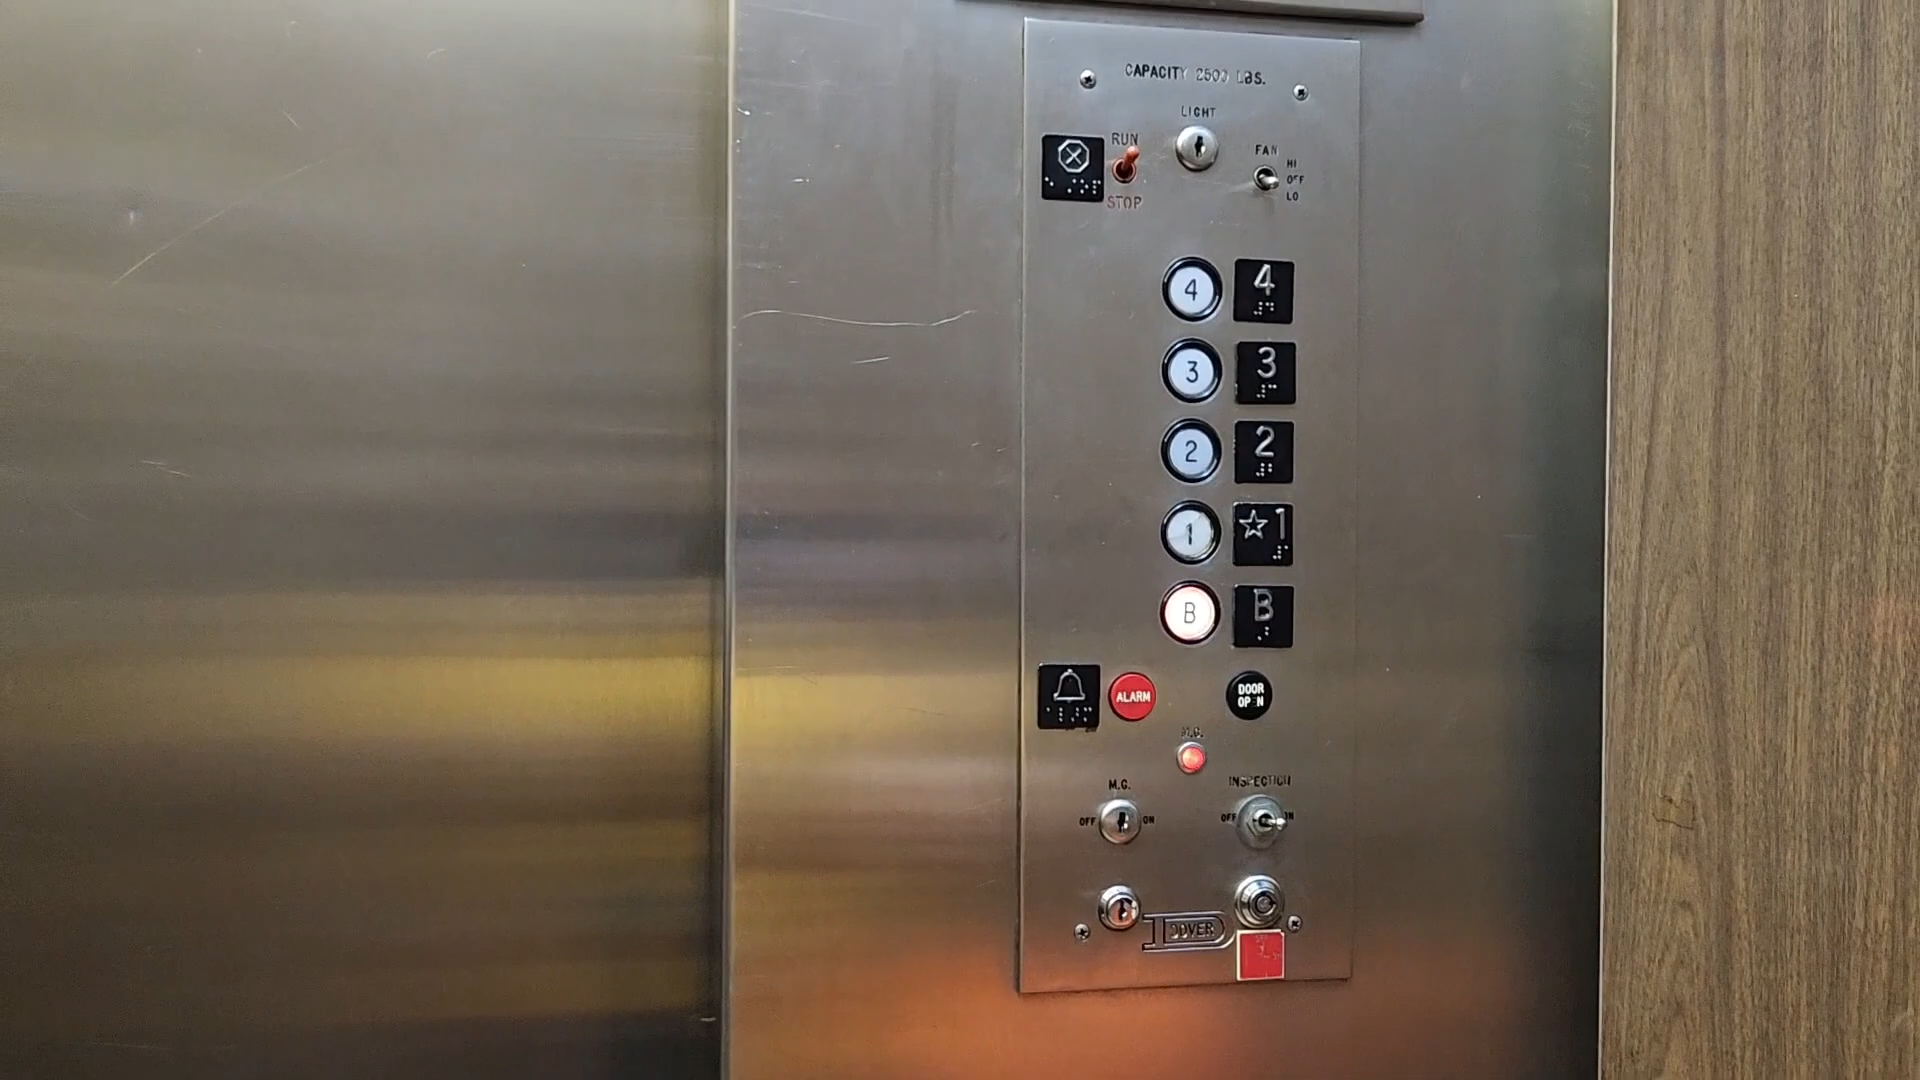 CAPACITY 2500 LBS.
LIGHT
RUN
STOP
FAN
HI
OFF
LO
4 4
3 3
2 2
1 ☆1
B B
ALARM
DOOR
OPEN
M.G.
M.G.
OFF ON
INSPECTION
OFF ON
DOVER